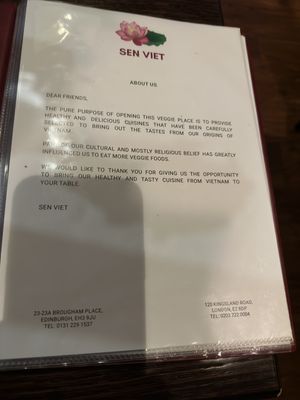 SEN VIET
ABOUT US
DEAR FRIENDS,
THE PURE PURPOSE OF OPENING THIS VEGGIE PLACE IS TO PROVIDE
HEALTHY AND DELICIOUS CUISINES THAT HAVE BEEN CAREFULLY
SELECTED TO BRING OUT THE TASTES FROM OUR ORIGINS OF
VIETNAM.
OUR CULTURAL AND MOSTLY RELIGIOUS BELIEF HAS GREATLY
INFLUENCED US TO EAT MORE VEGGIE FOODS.
WE WOULD LIKE TO THANK YOU FOR GIVING US THE OPPORTUNITY
TO BRING OUR HEALTHY AND TASTY CUISINE FROM VIETNAM TO
YOUR TABLE.
SEN VIET
23-23A BROUGHAM PLACE,
EDINBURGH, EH3 9JU
TEL: 0131 229 1537
125 KINGSLAND ROAD,
LONDON, E2 8DP
TEL:0203 722 0084